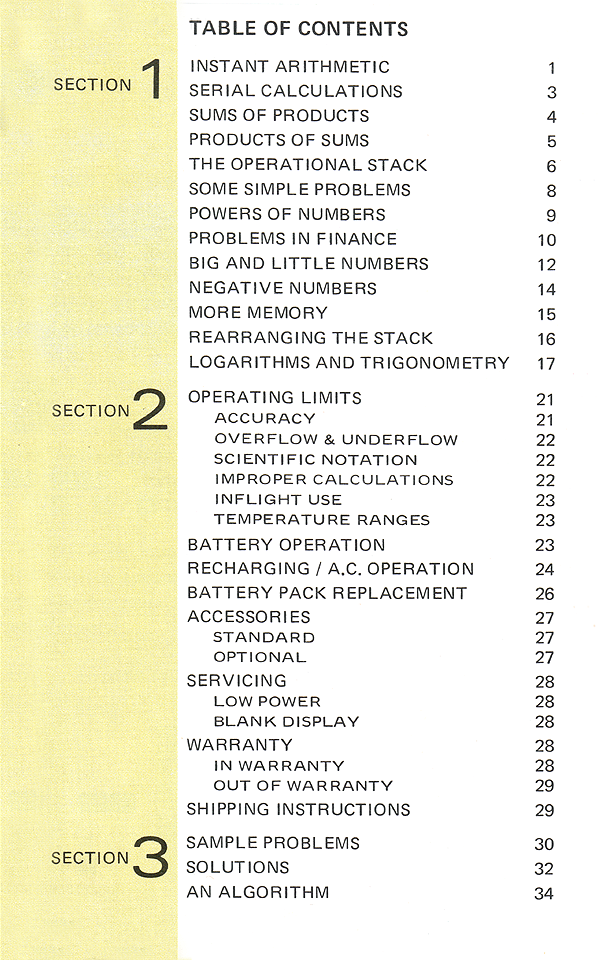 TABLE OF CONTENTS
SECTION 1
INSTANT ARITHMETIC 1
SERIAL CALCULATIONS 3
SUMS OF PRODUCTS 4
PRODUCTS OF SUMS 5
THE OPERATIONAL STACK 6
SOME SIMPLE PROBLEMS 8
POWERS OF NUMBERS 9
PROBLEMS IN FINANCE 10
BIG AND LITTLE NUMBERS 12
NEGATIVE NUMBERS 14
MORE MEMORY 15
REARRANGING THE STACK 16
LOGARITHMS AND TRIGONOMETRY 17
SECTION 2
OPERATING LIMITS 21
ACCURACY 21
OVERFLOW & UNDERFLOW 22
SCIENTIFIC NOTATION 22
IMPROPER CALCULATIONS 22
INFLIGHT USE 23
TEMPERATURE RANGES 23
BATTERY OPERATION 23
RECHARGING / A.C. OPERATION 24
BATTERY PACK REPLACEMENT 26
ACCESSORIES 27
STANDARD 27
OPTIONAL 27
SERVICING 28
LOW POWER 28
BLANK DISPLAY 28
WARRANTY 28
IN WARRANTY 28
OUT OF WARRANTY 29
SHIPPING INSTRUCTIONS 29
SECTION 3
SAMPLE PROBLEMS 30
SOLUTIONS 32
AN ALGORITHM 34